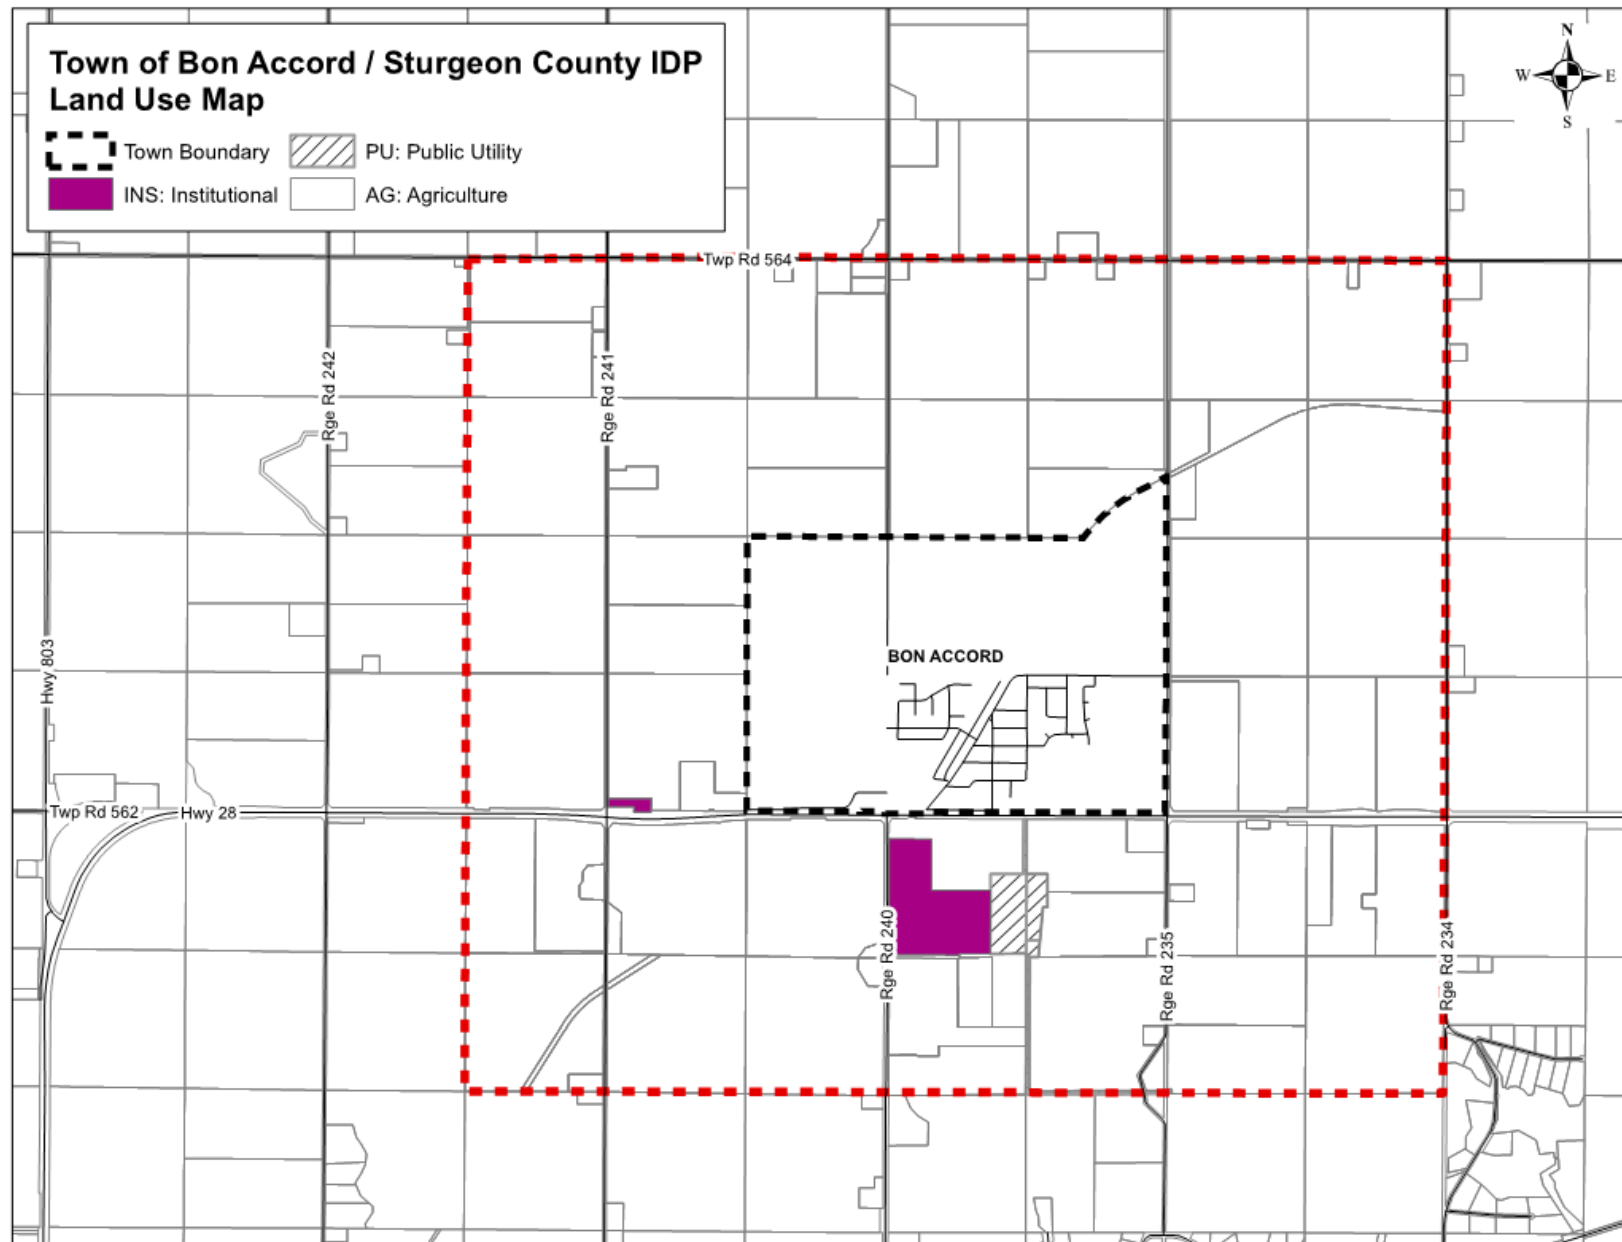 Town of Bon Accord / Sturgeon County IDP
Land Use Map
Town Boundary
PU: Public Utility
INS: Institutional
AG: Agriculture
N
W
E
S
Twp Rd 564
Rge Rd 242
Rge Rd 241
Hwy 803
BON ACCORD
Twp Rd 562
Hwy 28
Rge Rd 240
Rge Rd 235
Rge Rd 234